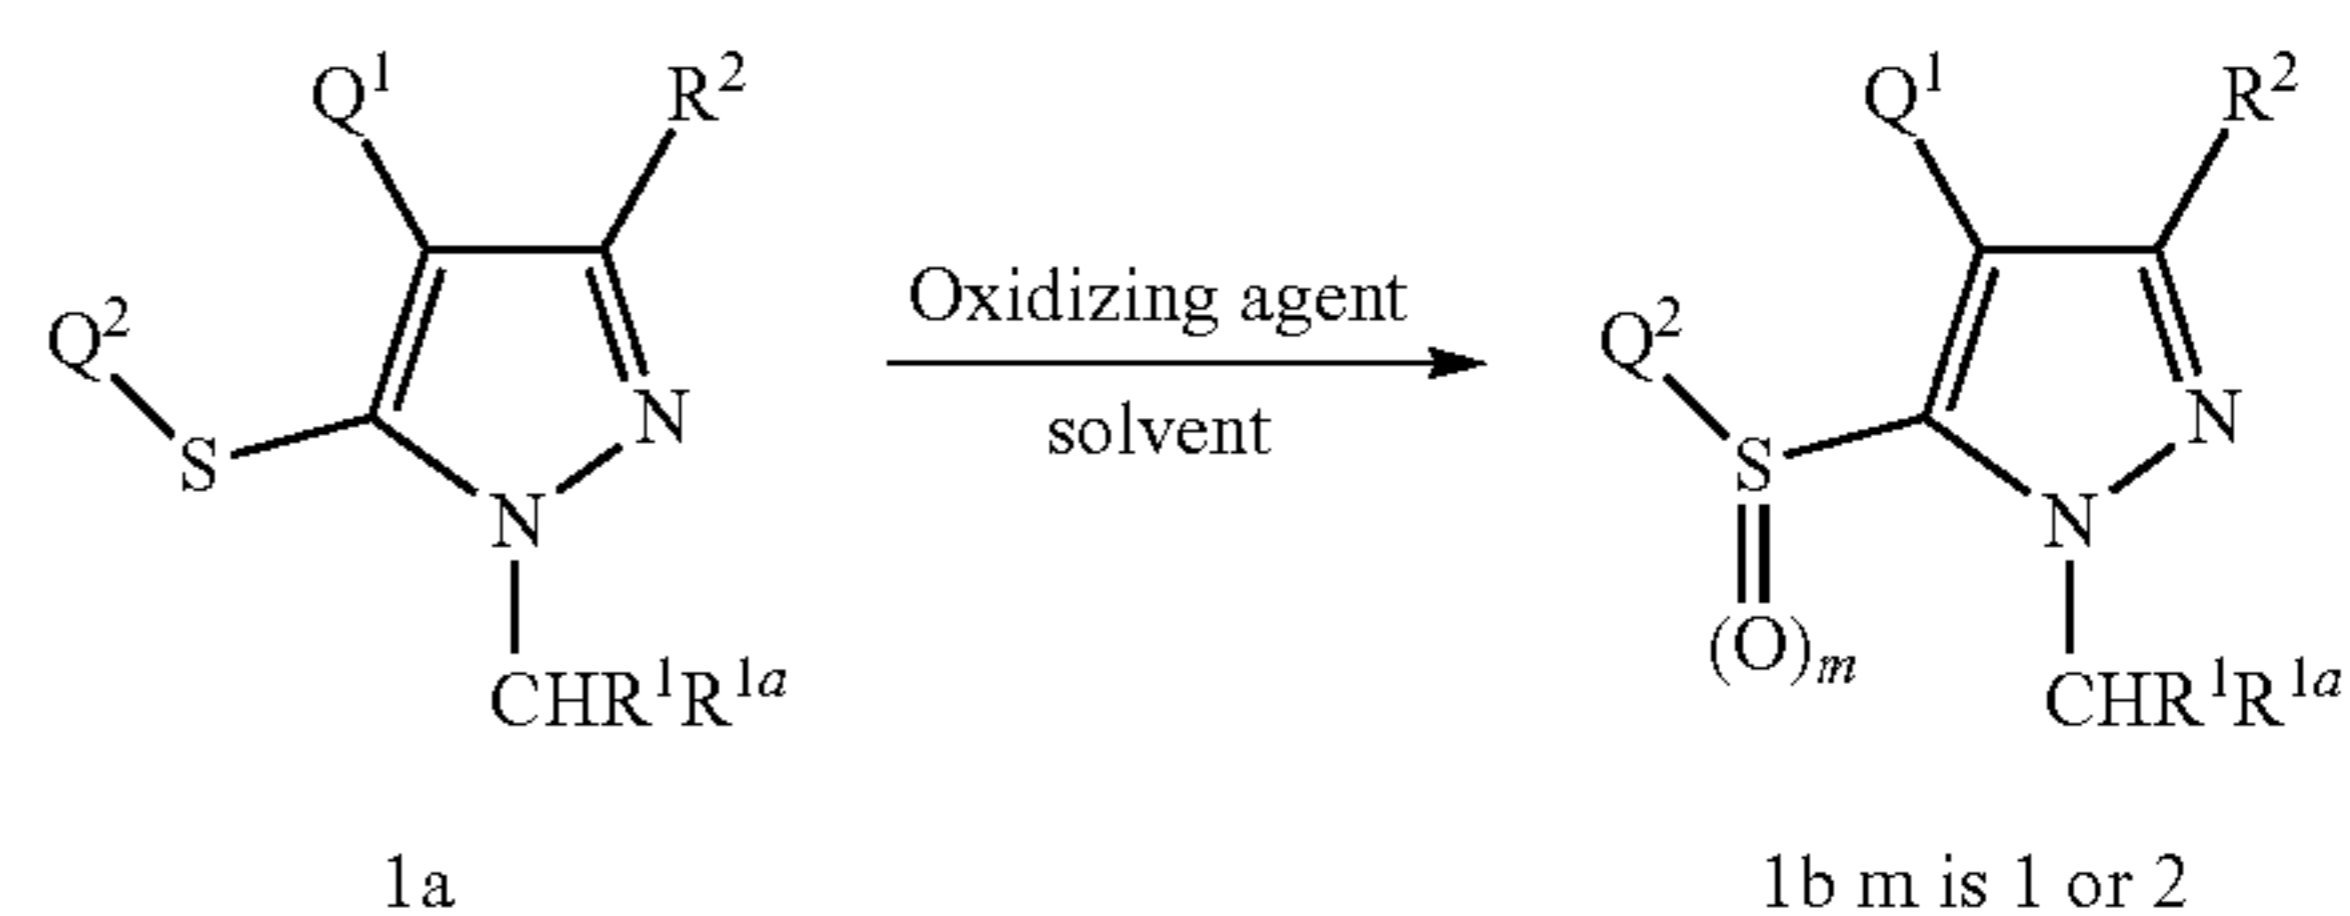 Q¹ R² Q¹ R²
Q² Oxidizing agent Q²
N N
S solvent S
N N
(O)ₘ
CHR¹R¹ᵃ CHR¹R¹ᵃ
1a 1b m is 1 or 2